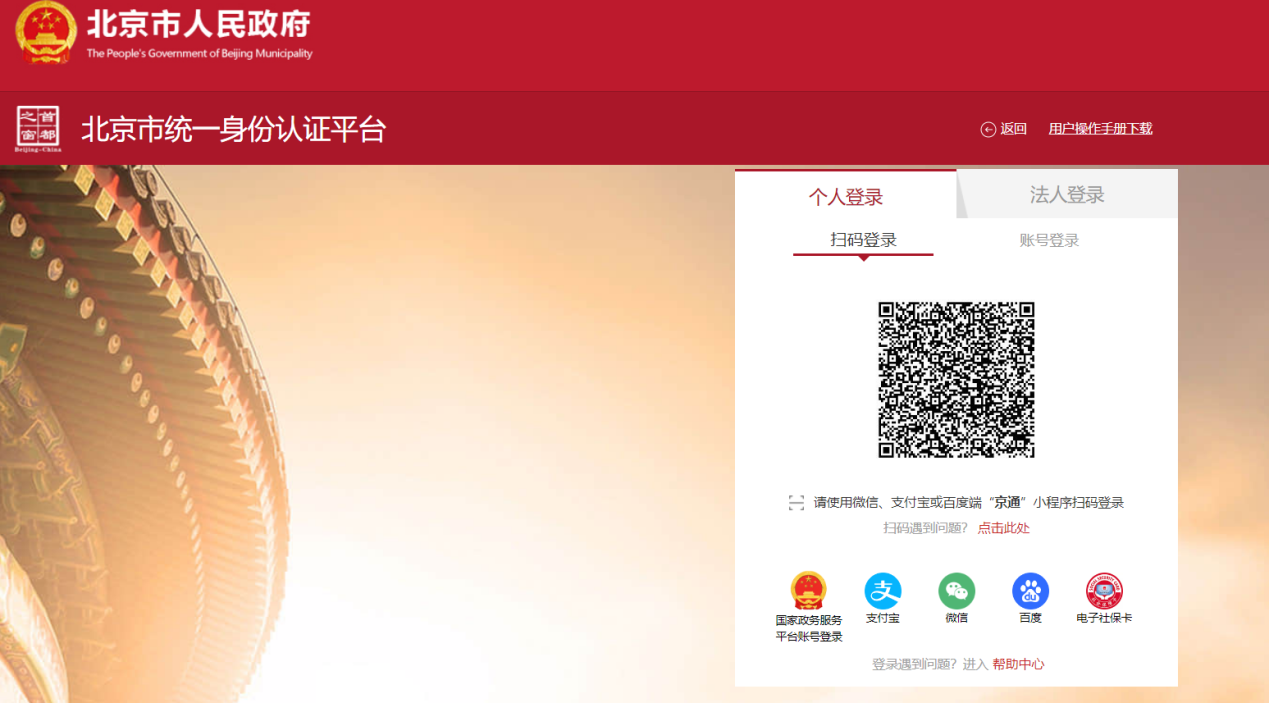 北京市人民政府
The People's Government of Beijing Municipality
首都之窗
Beijing-China
北京市统一身份认证平台
返回 用户操作手册下载
个人登录 法人登录
扫码登录 账号登录
请使用微信、支付宝或百度端“京通”小程序扫码登录
扫码遇到问题？ 点击此处
支
du
国家政务服务平台账号登录 支付宝 微信 百度 电子社保卡
登录遇到问题？进入 帮助中心